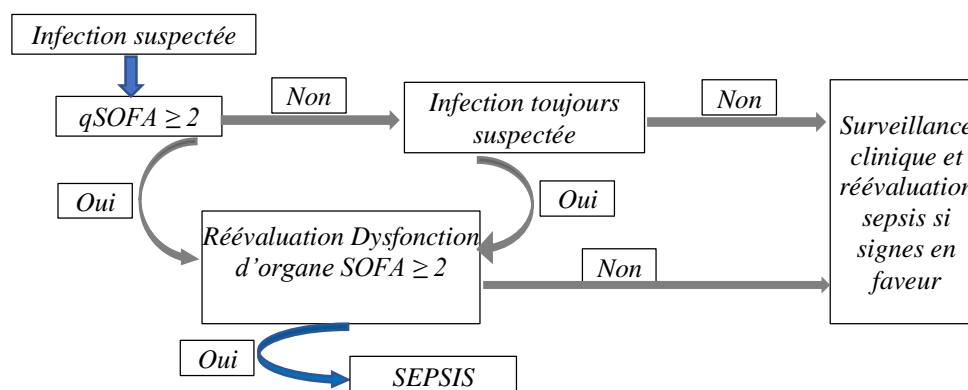 Infection suspectée
qSOFA ≥ 2
Non
Infection toujours
suspectée
Non
Surveillance
clinique et
réévaluation
sepsis si
signes en
faveur
Oui
Oui
Réévaluation Dysfonction
d'organe SOFA ≥ 2
Non
Oui
SEPSIS